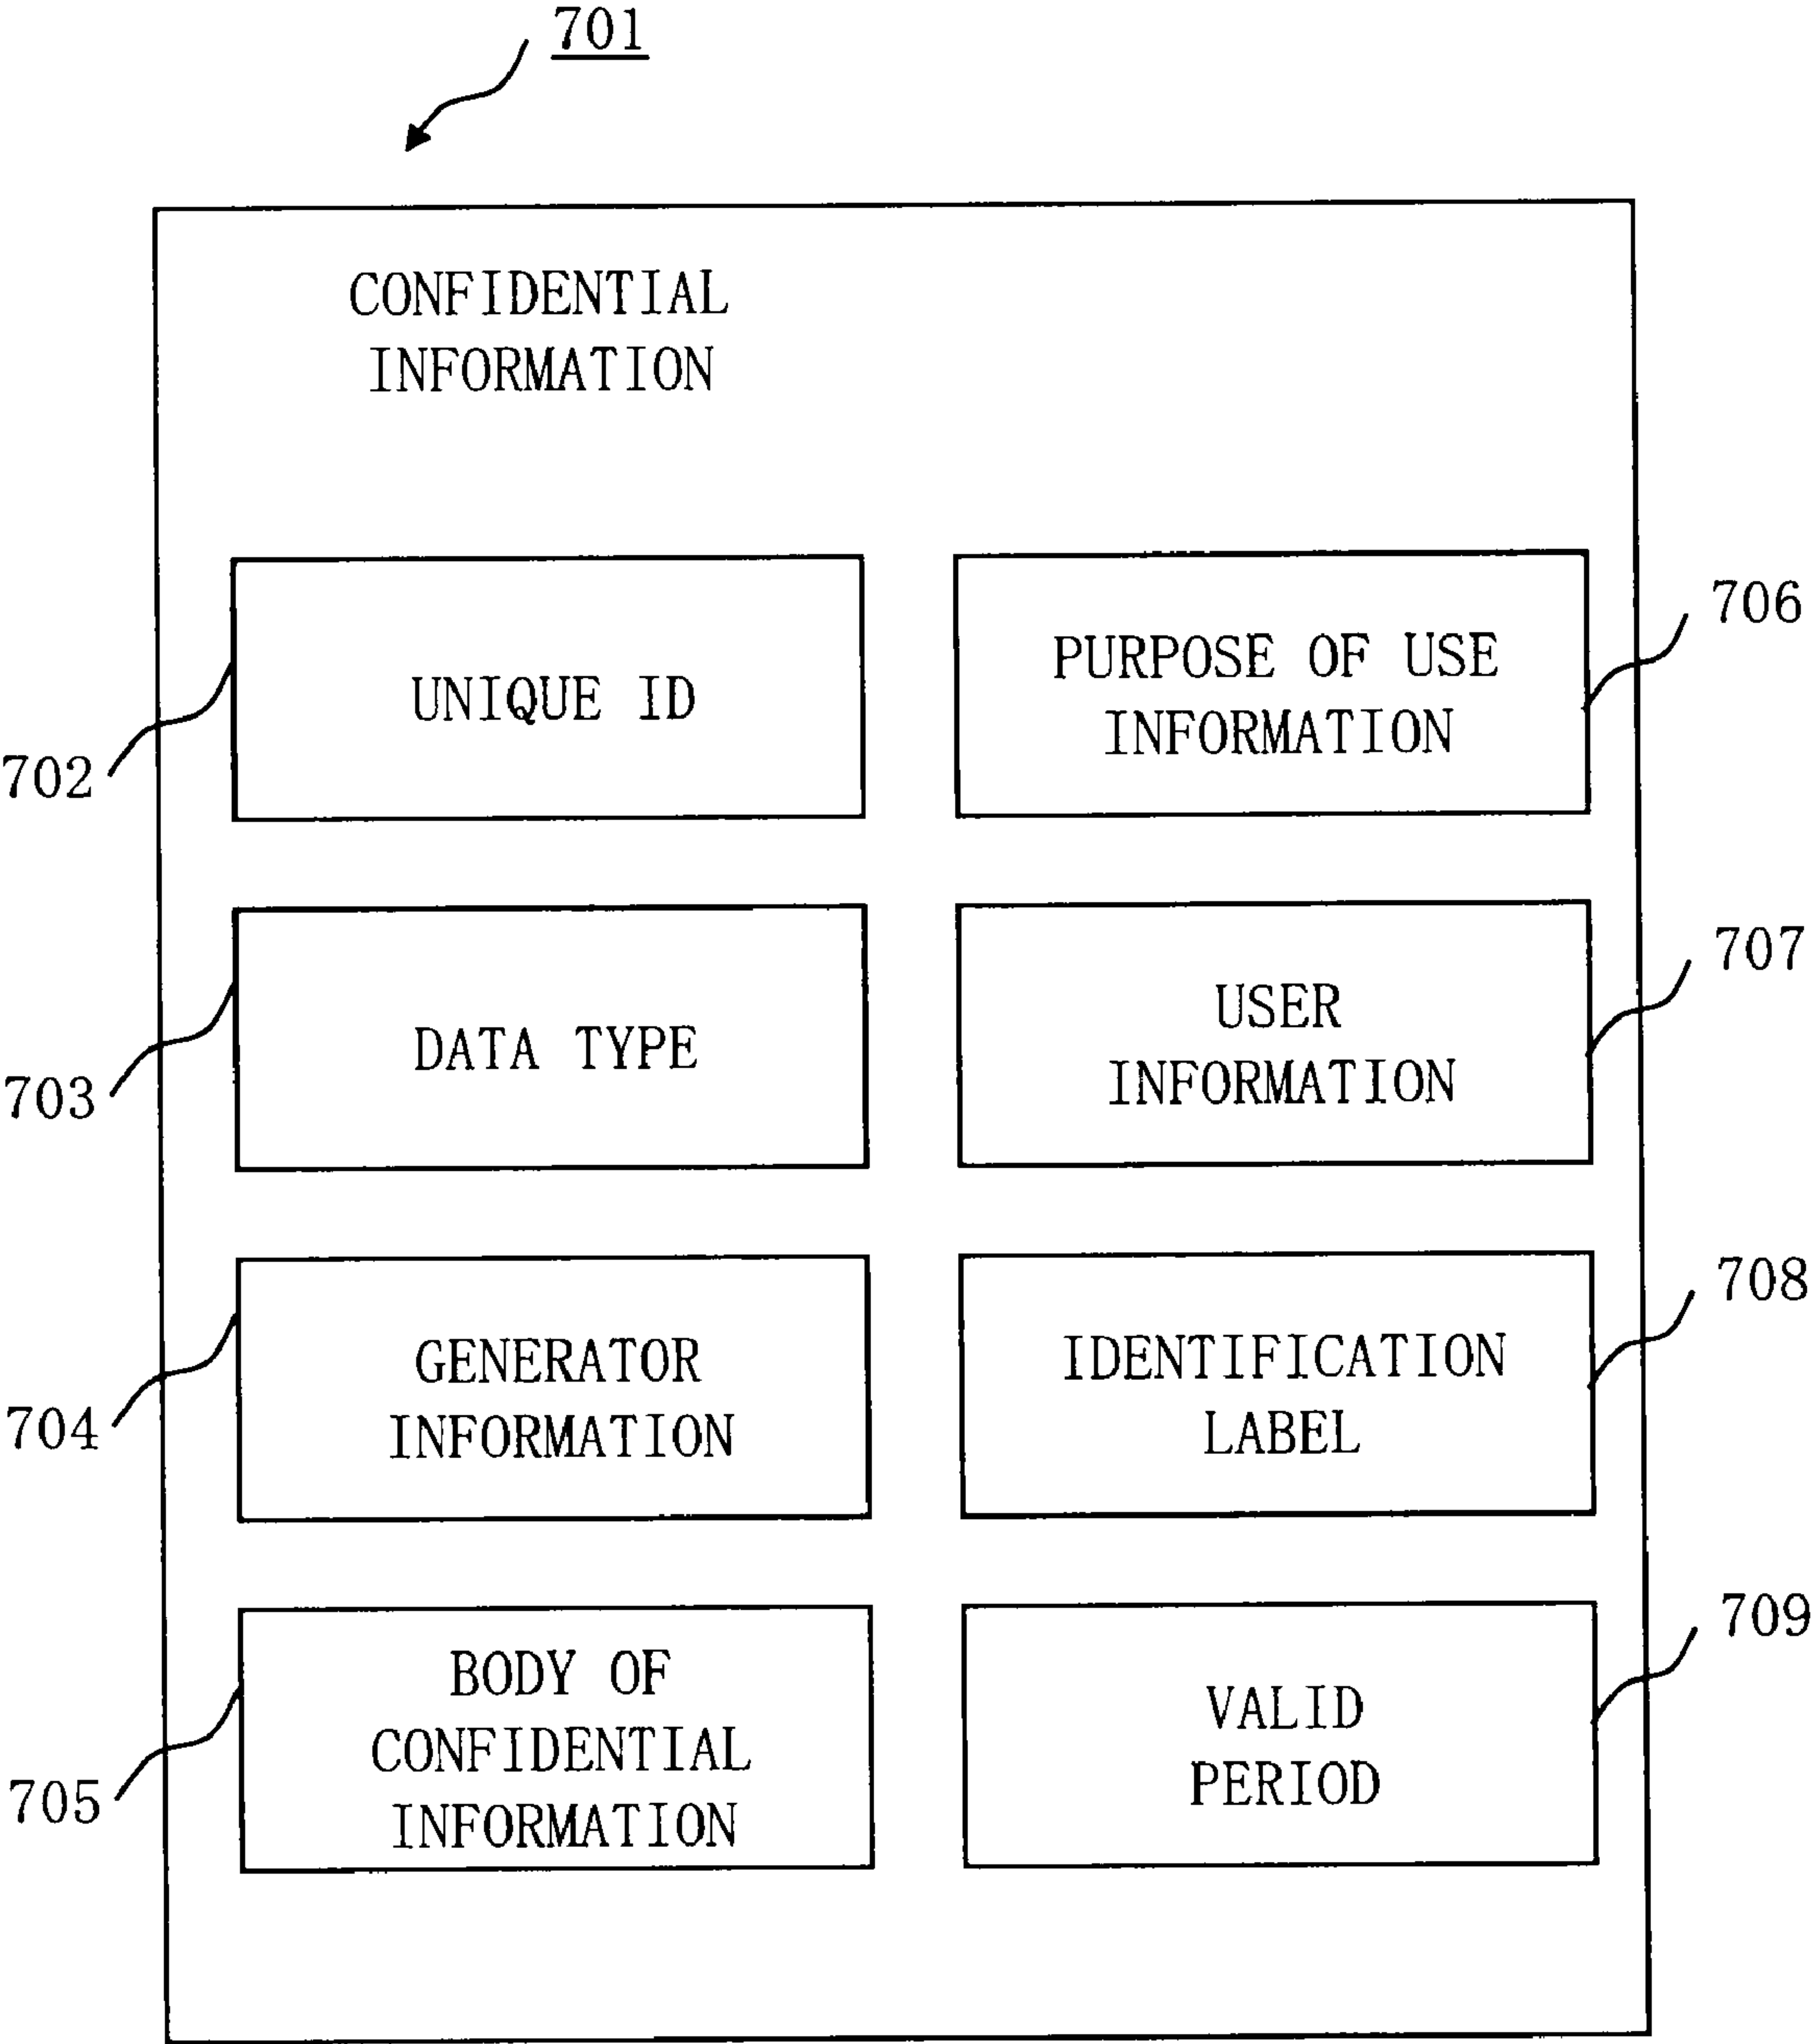 701
CONFIDENTIAL
INFORMATION
702
UNIQUE ID
PURPOSE OF USE
INFORMATION
706
703
DATA TYPE
USER
INFORMATION
707
704
GENERATOR
INFORMATION
IDENTIFICATION
LABEL
708
705
BODY OF
CONFIDENTIAL
INFORMATION
VALID
PERIOD
709